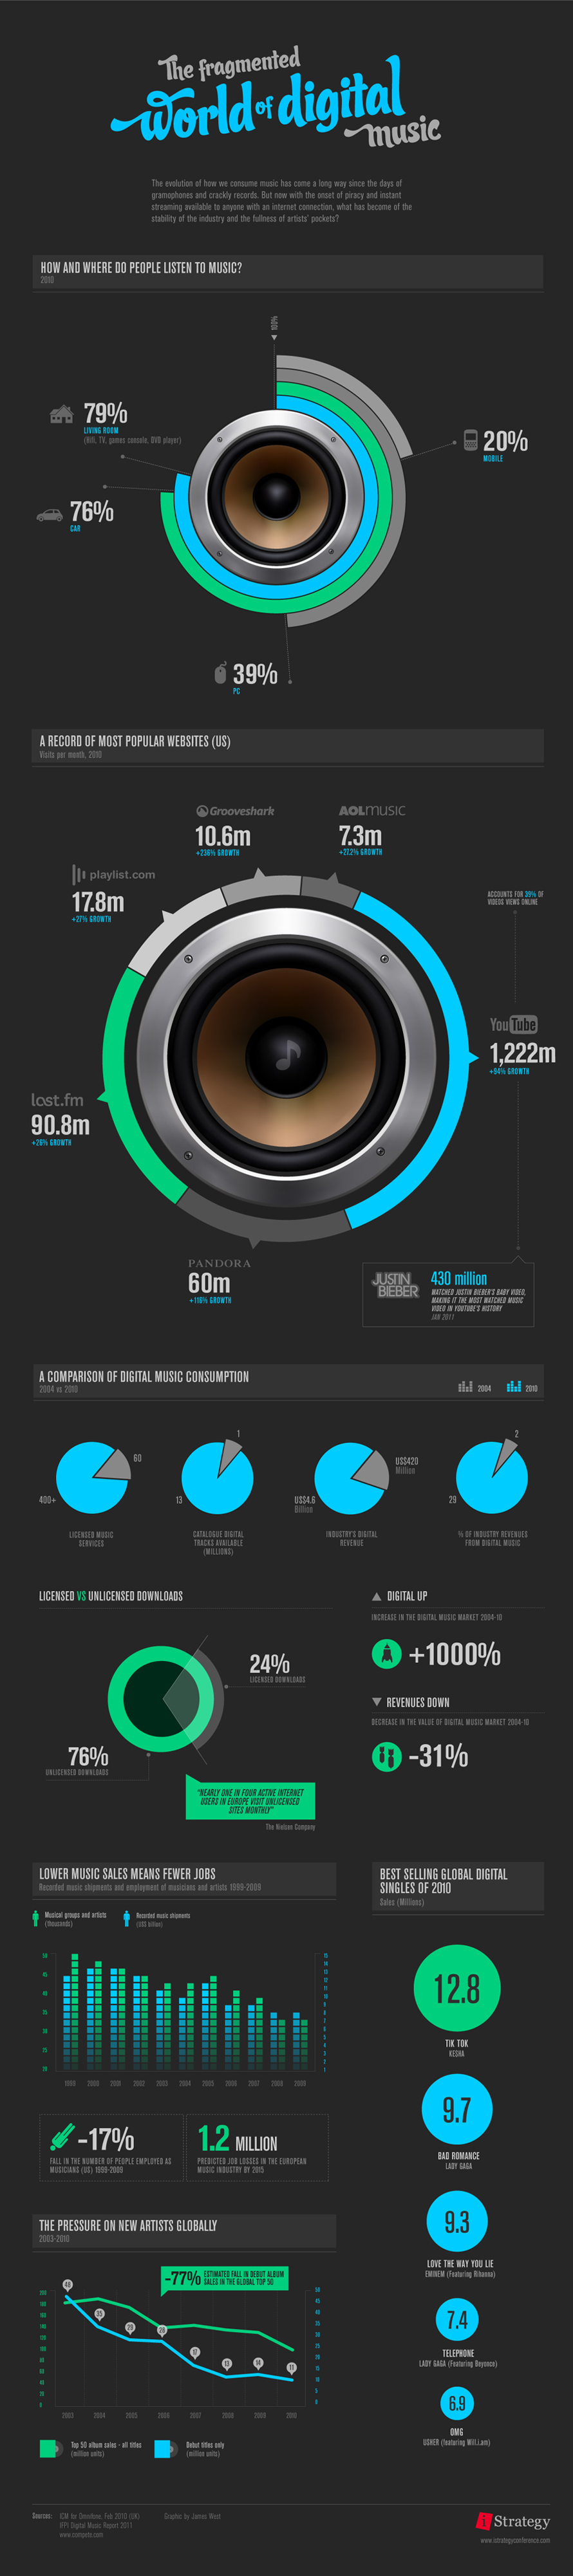 The fragmented
world of digital
music
The evolution of how we consume music has come a long way since the days of
gramophones and crackly records. But now with the onset of piracy and instant
streaming available to anyone with an internet connection, what has become of the
stability of the industry and the fullness of artists' pockets?
HOW AND WHERE DO PEOPLE LISTEN TO MUSIC?
2010
100%
79%
LIVING ROOM
(Hifi, TV, games console, DVD player)
20%
MOBILE
76%
CAR
39%
PC
A RECORD OF MOST POPULAR WEBSITES (US)
Visits per month, 2010
Grooveshark
10.6m
+236% GROWTH
AOLMUSIC
7.3m
+27.2% GROWTH
playlist.com
17.8m
+27% GROWTH
ACCOUNTS FOR 39% OF
VIDEOS VIEWS ONLINE
YouTube
1,222m
+94% GROWTH
lost.fm
90.8m
+26% GROWTH
PANDORA
60m
+116% GROWTH
JUSTIN
BIEBER
430 million
WATCHED JUSTIN BIEBER'S BABY VIDEO,
MAKING IT THE MOST WATCHED MUSIC
VIDEO IN YOUTUBE'S HISTORY
JAN 2011
A COMPARISON OF DIGITAL MUSIC CONSUMPTION
2004 vs 2010
2004
2010
60
400+
LICENSED MUSIC
SERVICES
1
13
CATALOGUE DIGITAL
TRACKS AVAILABLE
(MILLIONS)
US$420
Million
US$4.6
Billion
INDUSTRY'S DIGITAL
REVENUE
2
29
% OF INDUSTRY REVENUES
FROM DIGITAL MUSIC
LICENSED VS UNLICENSED DOWNLOADS
24%
LICENSED DOWNLOADS
76%
UNLICENSED DOWNLOADS
"NEARLY ONE IN FOUR ACTIVE INTERNET
USERS IN EUROPE VISIT UNLICENSED
SITES MONTHLY"
The Nielsen Company
DIGITAL UP
INCREASE IN THE DIGITAL MUSIC MARKET 2004-10
+1000%
REVENUES DOWN
DECREASE IN THE VALUE OF DIGITAL MUSIC MARKET 2004-10
-31%
LOWER MUSIC SALES MEANS FEWER JOBS
Recorded music shipments and employment of musicians and artists 1999-2009
Musical groups and artists
(thousands)
Recorded music shipments
(US$ billion)
50
45
40
35
30
25
20
15
14
13
12
11
10
9
8
7
6
5
4
3
2
1
1999 2000 2001 2002 2003 2004 2005 2006 2007 2008 2009
-17%
FALL IN THE NUMBER OF PEOPLE EMPLOYED AS
MUSICIANS (US) 1999-2009
1.2 MILLION
PREDICTED JOB LOSSES IN THE EUROPEAN
MUSIC INDUSTRY BY 2015
THE PRESSURE ON NEW ARTISTS GLOBALLY
2003-2010
-77% ESTIMATED FALL IN DEBUT ALBUM
SALES IN THE GLOBAL TOP 50
200
180
160
140
120
100
80
60
40
20
0
50
45
40
35
30
25
20
15
10
5
0
2003 2004 2005 2006 2007 2008 2009 2010
Top 50 album sales - all titles
(million units)
Debut titles only
(million units)
BEST SELLING GLOBAL DIGITAL
SINGLES OF 2010
Sales (Millions)
12.8
TIK TOK
KESHA
9.7
BAD ROMANCE
LADY GAGA
9.3
LOVE THE WAY YOU LIE
EMINEM (Featuring Rihanna)
7.4
TELEPHONE
LADY GAGA (Featuring Beyonce)
6.9
OMG
USHER (featuring Will.i.am)
Sources:
ICM for Omnifone, Feb 2010 (UK)
IFPI Digital Music Report 2011
www.compete.com
Graphic by James West
i Strategy
www.istrategyconference.com